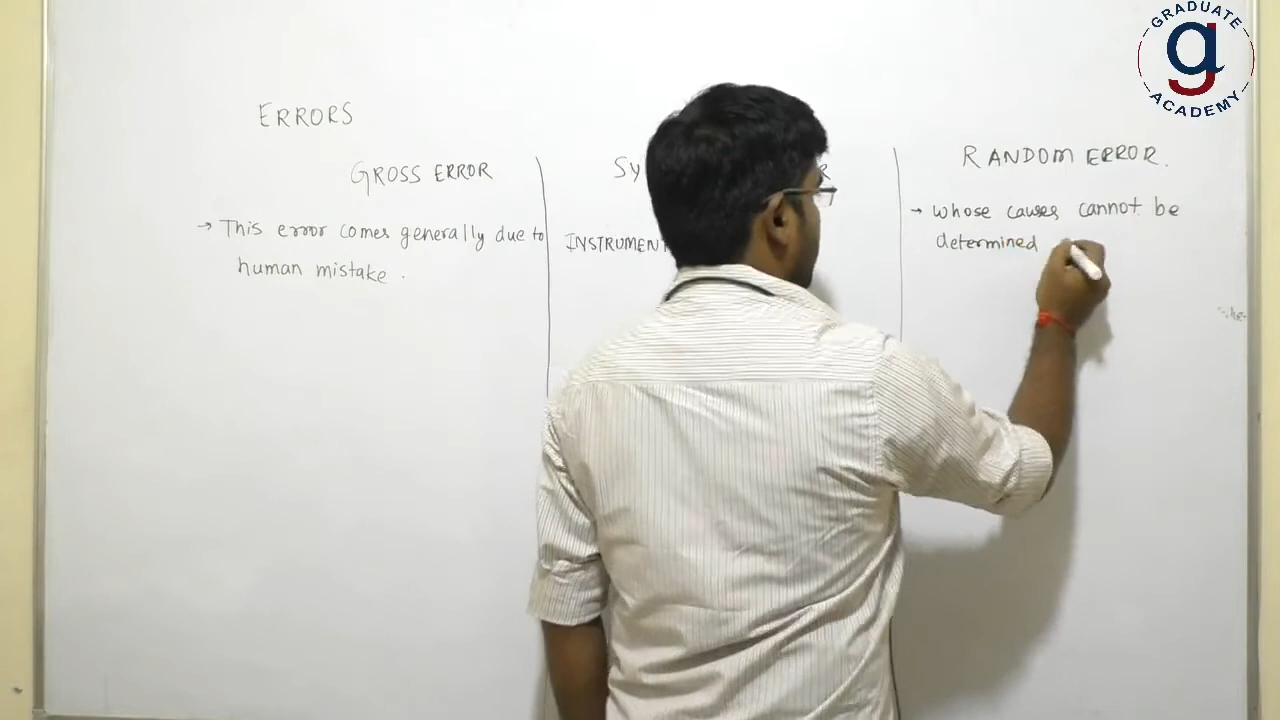 GRADUATE
g
ACADEMY
ERRORS
GROSS ERROR
→ This error comes generally due to
human mistake.
SY
R
INSTRUMENT
RANDOM ERROR.
→ whose causes cannot be
determined